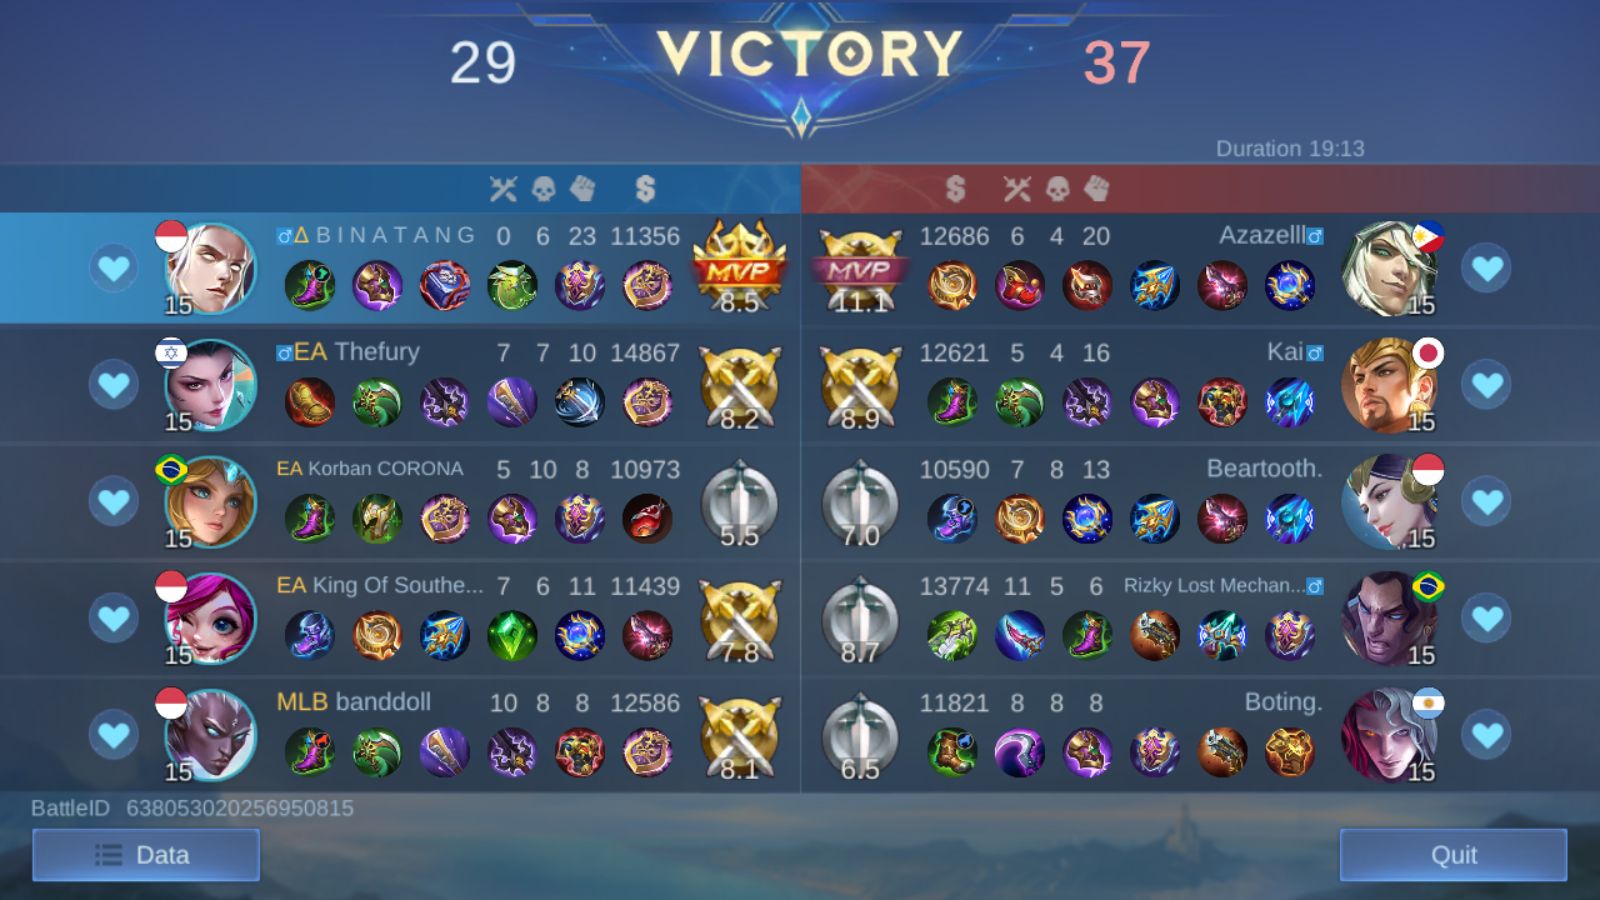 29 VICTORY 37
Duration 19:13
♂Δ B I N A T A N G 0 6 23 11356 MVP 8.5 15
MVP 11.1 12686 6 4 20 Azazelll♂ 15
♂EA Thefury 7 7 10 14867 8.2 15
8.9 12621 5 4 16 Kai♂ 15
EA Korban CORONA 5 10 8 10973 5.5 15
7.0 10590 7 8 13 Beartooth. 15
EA King Of Southe... 7 6 11 11439 7.8 15
8.7 13774 11 5 6 Rizky Lost Mechan...♂ 15
MLB banddoll 10 8 8 12586 8.1 15
6.5 11821 8 8 8 Boting. 15
BattleID 638053020256950815
Data
Quit